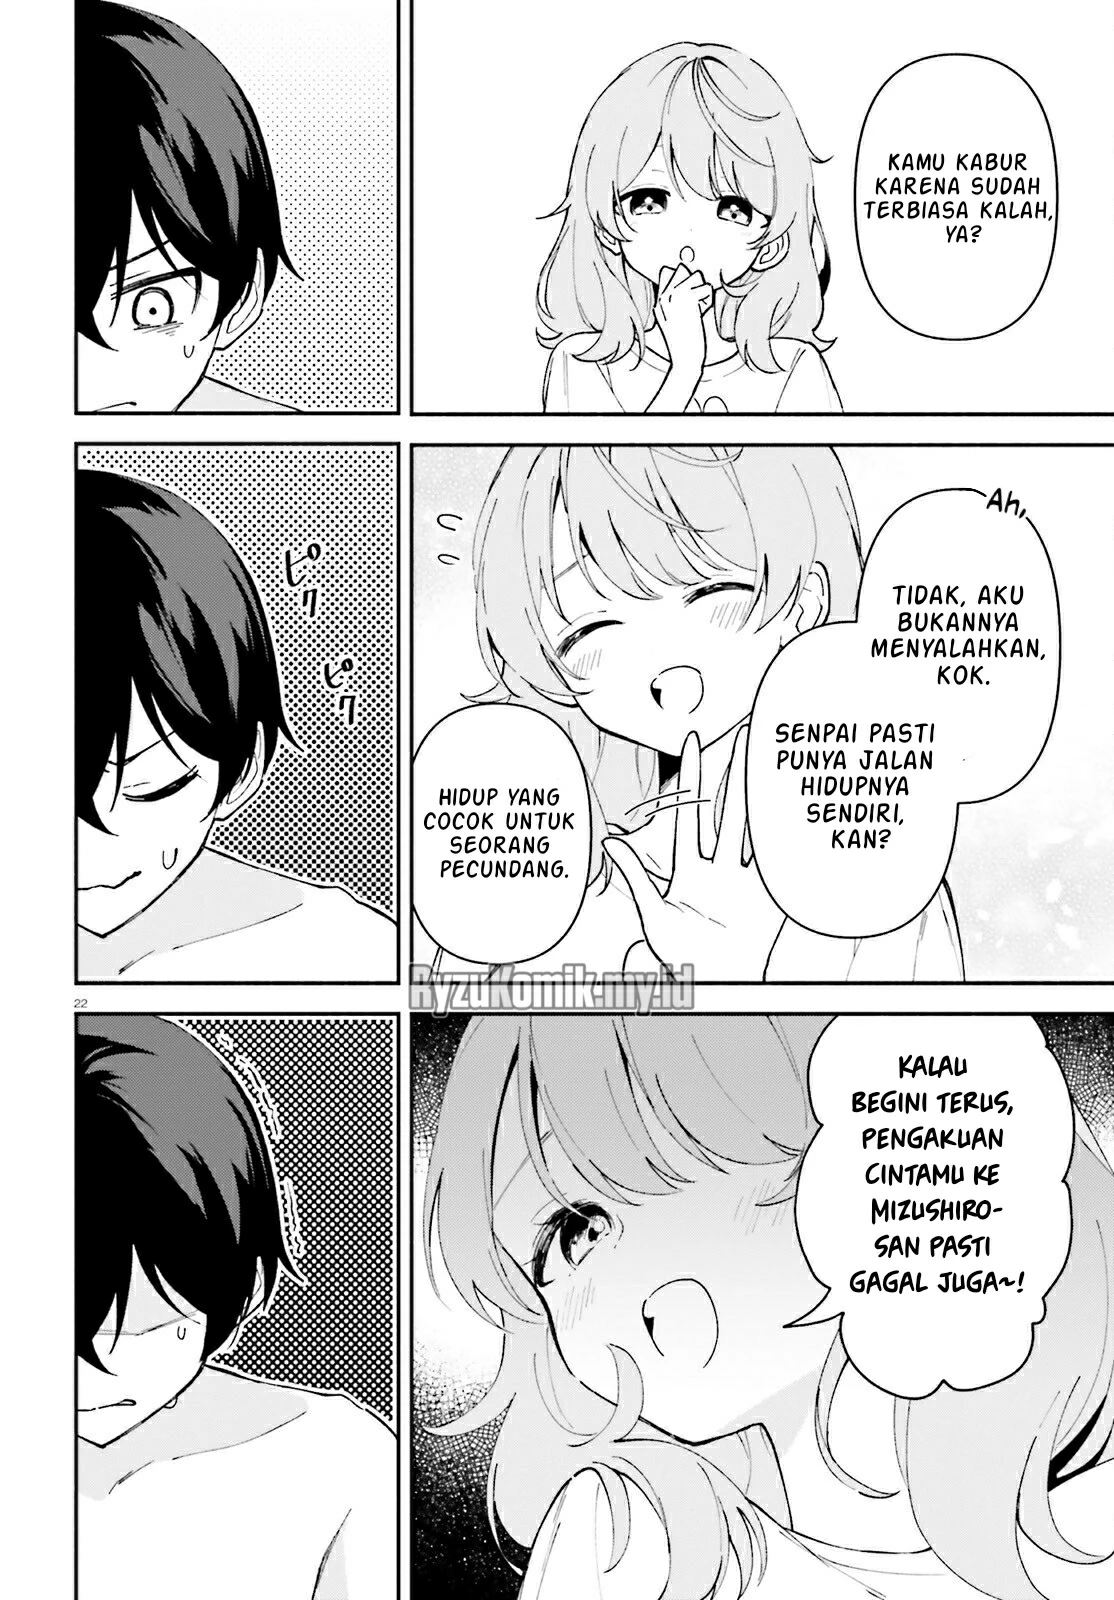 KAMU KABUR
KARENA SUDAH
TERBIASA KALAH,
YA?
Ah,
TIDAK, AKU
BUKANNYA
MENYALAHKAN,
KOK.
SENPAI PASTI
PUNYA JALAN
HIDUPNYA
SENDIRI,
KAN?
HIDUP YANG
COCOK UNTUK
SEORANG
PECUNDANG.
ピク
ピク
RyzuKomik.my.id
22
KALAU
BEGINI TERUS,
PENGAKUAN
CINTAMU KE
MIZUSHIRO-
SAN PASTI
GAGAL JUGA~!